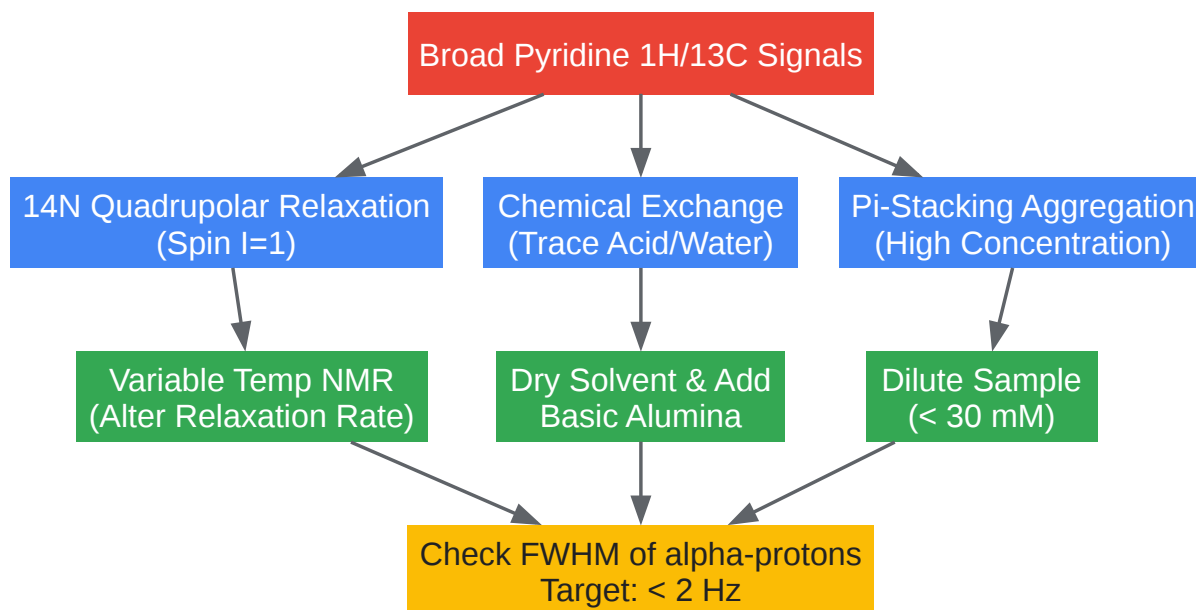 Broad Pyridine 1H/13C Signals
14N Quadrupolar Relaxation
(Spin I=1)
Chemical Exchange
(Trace Acid/Water)
Pi-Stacking Aggregation
(High Concentration)
Variable Temp NMR
(Alter Relaxation Rate)
Dry Solvent & Add
Basic Alumina
Dilute Sample
(< 30 mM)
Check FWHM of alpha-protons
Target: < 2 Hz